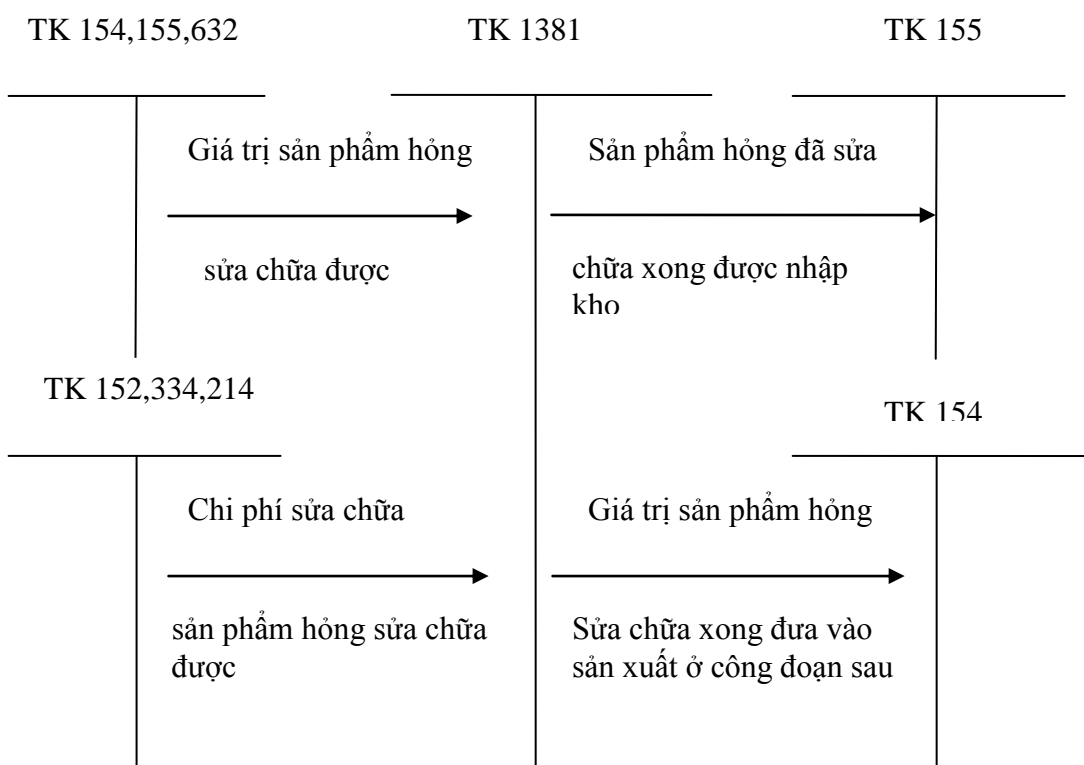 TK 154,155,632
TK 1381
TK 155
Giá trị sản phẩm hỏng
sửa chữa được
Sản phẩm hỏng đã sửa
chữa xong được nhập
kho
TK 152,334,214
TK 154
Chi phí sửa chữa
sản phẩm hỏng sửa chữa
được
Giá trị sản phẩm hỏng
Sửa chữa xong đưa vào
sản xuất ở công đoạn sau